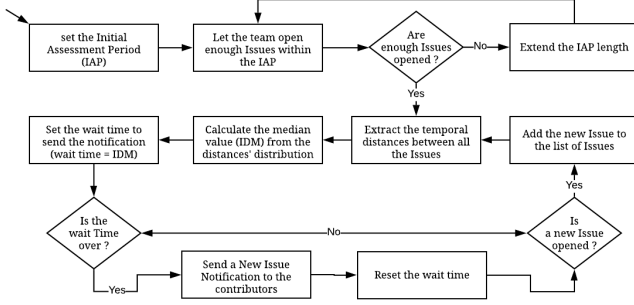 set the Initial
Assessment Period
(IAP)
Let the team open
enough Issues within
the IAP
Are
enough Issues
opened ?
No
Extend the IAP length
Yes
Set the wait time to
send the notification
(wait time = IDM)
Calculate the median
value (IDM) from the
distances' distribution
Extract the temporal
distances between all
the Issues
Add the new Issue to
the list of Issues
Yes
Is the
wait Time
over ?
No
Is
a new Issue
opened ?
Yes
Send a New Issue
Notification to the
contributors
Reset the wait time